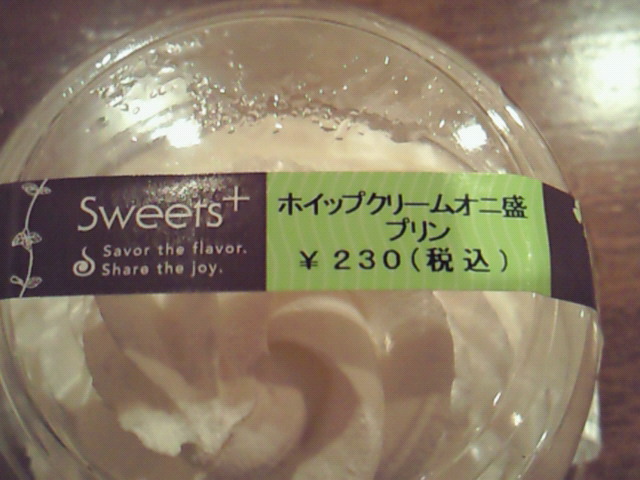 Sweets+
Savor the flavor.
Share the joy.
ホイップクリームオニ盛
プリン
¥230(税込)